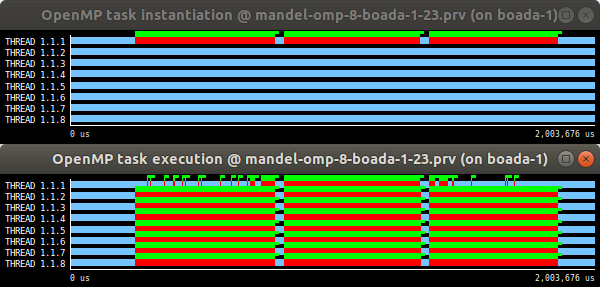 OpenMP task instantiation @ mandel-omp-8-boada-1-23.prv (on boada-1)
THREAD 1.1.1
THREAD 1.1.2
THREAD 1.1.3
THREAD 1.1.4
THREAD 1.1.5
THREAD 1.1.6
THREAD 1.1.7
THREAD 1.1.8
0 us 2,003,676 us
OpenMP task execution @ mandel-omp-8-boada-1-23.prv (on boada-1)
THREAD 1.1.1
THREAD 1.1.2
THREAD 1.1.3
THREAD 1.1.4
THREAD 1.1.5
THREAD 1.1.6
THREAD 1.1.7
THREAD 1.1.8
0 us 2,003,676 us